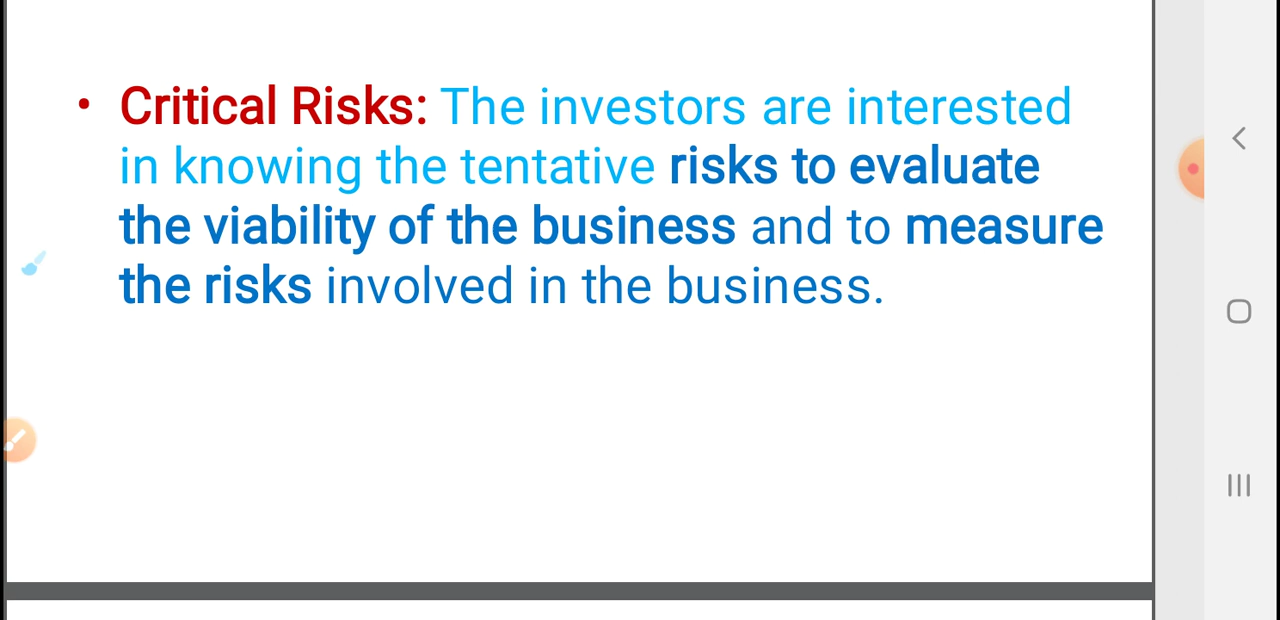 • Critical Risks: The investors are interested
in knowing the tentative risks to evaluate
the viability of the business and to measure
the risks involved in the business.